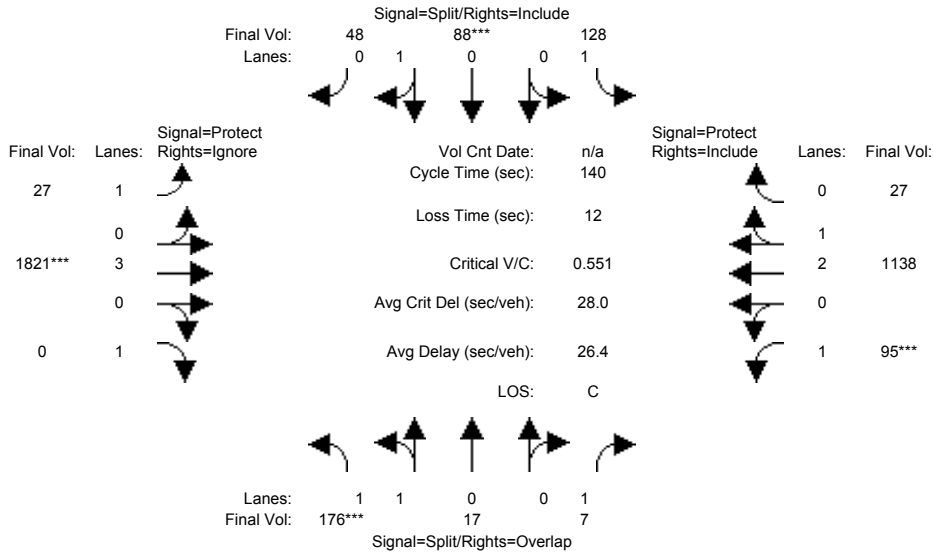 Signal=Split/Rights=Include
Final Vol: 48 88*** 128
Lanes: 0 1 0 0 1
Signal=Protect Signal=Protect
Final Vol: Lanes: Rights=Ignore Vol Cnt Date: n/a Rights=Include Lanes: Final Vol:
Cycle Time (sec): 140
27 1 0 27
Loss Time (sec): 12
0 1
1821*** 3 Critical V/C: 0.551 2 1138
0 Avg Crit Del (sec/veh): 28.0 0
0 1 Avg Delay (sec/veh): 26.4 1 95***
LOS: C
Lanes: 1 1 0 0 1
Final Vol: 176*** 17 7
Signal=Split/Rights=Overlap